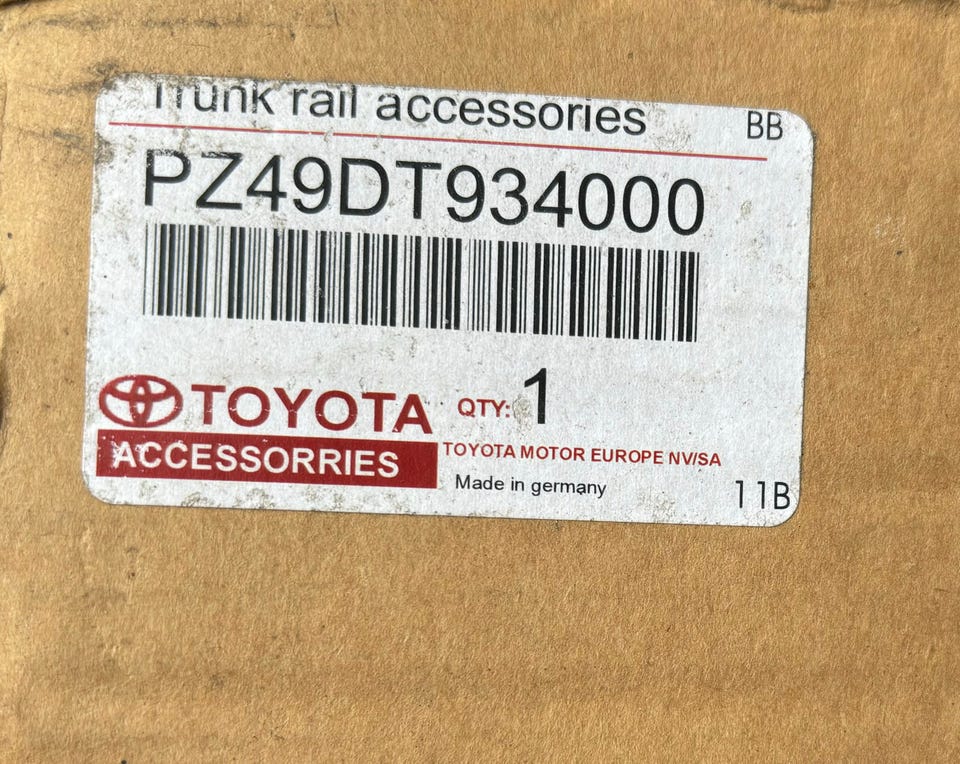 Trunk rail accessories BB
PZ49DT934000
TOYOTA QTY: 1
ACCESSORRIES TOYOTA MOTOR EUROPE NV/SA
Made in germany 11B